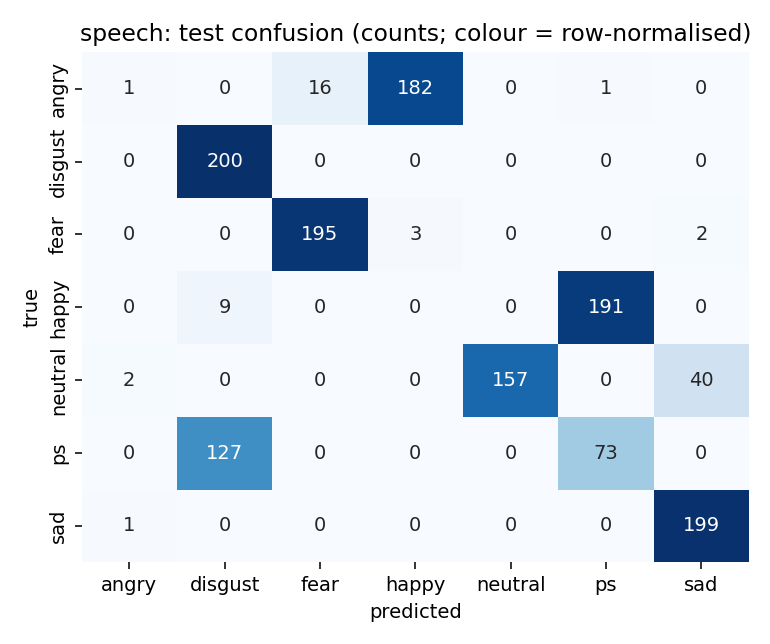 speech: test confusion (counts; colour = row-normalised)
angry 1 0 16 182 0 1 0
disgust 0 200 0 0 0 0 0
fear 0 0 195 3 0 0 2
happy 0 9 0 0 0 191 0
neutral 2 0 0 0 157 0 40
ps 0 127 0 0 0 73 0
sad 1 0 0 0 0 0 199
true
angry disgust fear happy neutral ps sad
predicted